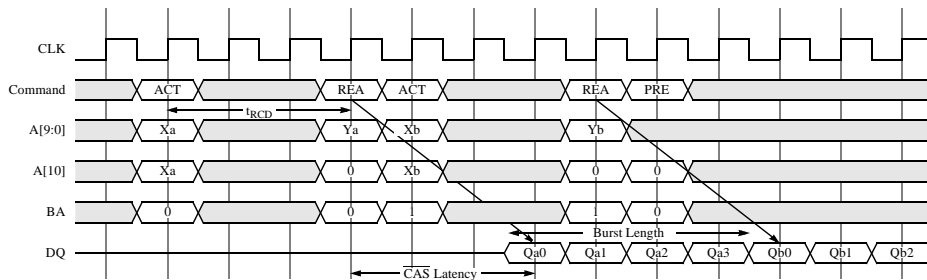 CLK
Command ACT REA ACT REA PRE
tRCD
A[9:0] Xa Ya Xb Yb
A[10] Xa 0 Xb 0 0
BA 0 0 1 1 0
Burst Length
DQ Qa0 Qa1 Qa2 Qa3 Qb0 Qb1 Qb2
CAS Latency